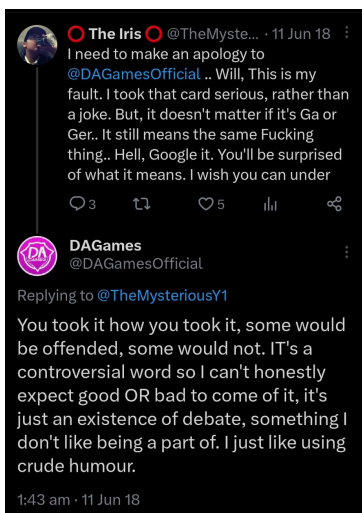 ⭕ The Iris ⭕ @TheMyste... · 11 Jun 18
I need to make an apology to
@DAGamesOfficial .. Will, This is my
fault. I took that card serious, rather than
a joke. But, it doesn't matter if it's Ga or
Ger.. It still means the same Fucking
thing.. Hell, Google it. You'll be surprised
of what it means. I wish you can under
3 5
DA
DAGames
@DAGamesOfficial
Replying to @TheMysteriousY1
You took it how you took it, some would
be offended, some would not. IT's a
controversial word so I can't honestly
expect good OR bad to come of it, it's
just an existence of debate, something I
don't like being a part of. I just like using
crude humour.
1:43 am · 11 Jun 18